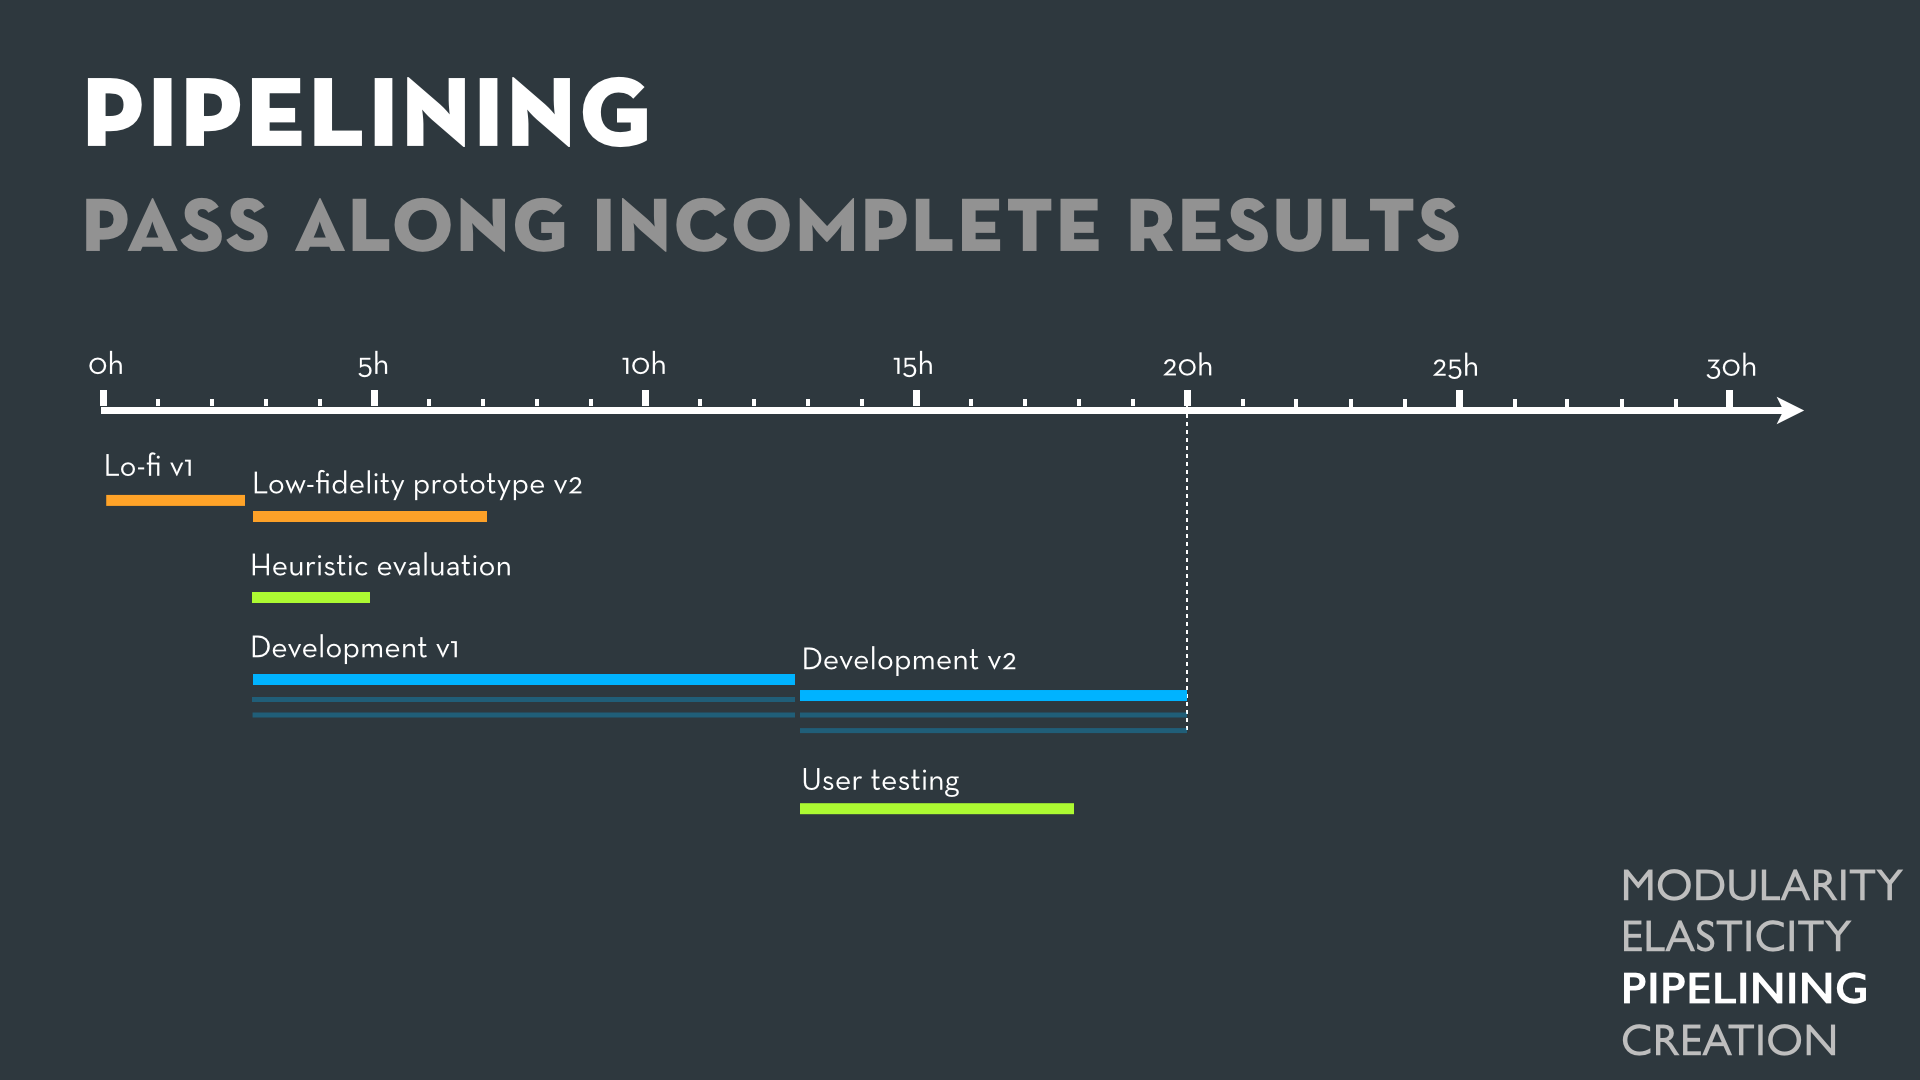 PIPELINING
PASS ALONG INCOMPLETE RESULTS
0h 5h 10h 15h 20h 25h 30h
Lo-fi v1
Low-fidelity prototype v2
Heuristic evaluation
Development v1
Development v2
User testing
MODULARITY
ELASTICITY
PIPELINING
CREATION